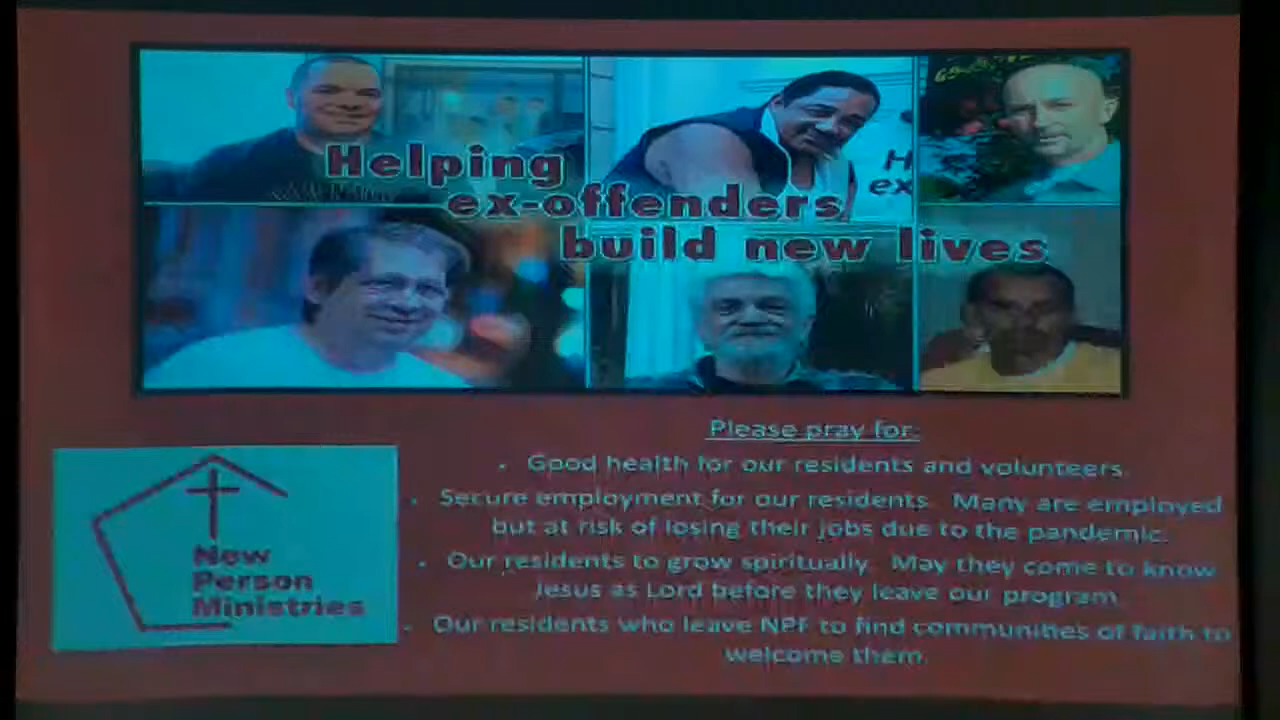 Helping
ex-offenders
build new lives
H
ex
Please pray for:
• Good health for our residents and volunteers.
• Secure employment for our residents. Many are employed
but at risk of losing their jobs due to the pandemic.
• Our residents to grow spiritually. May they come to know
Jesus as Lord before they leave our program.
• Our residents who leave NPF to find communities of faith to
welcome them.
New
Person
Ministries